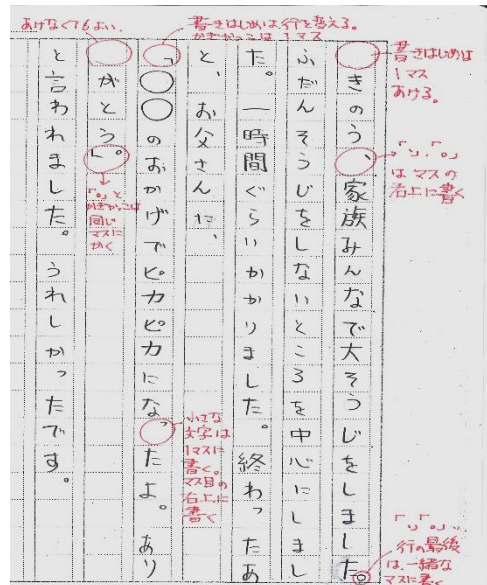 あけなくてもよい。
書きはじめは、行を替える。
かぎかっこは1マス
書きはじめは
1マス
あける。
きのう、家族みんなで大そうじをしました。
ふだんそうじをしないところを中心にしまし
た。一時間ぐらいかかりました。終わったあ
と、お父さんに、
「○○のおかげでピカピカになったよ。あり
がとう。」
と言われました。うれしかったです。
「、」、「。」
は マスの
右上に書く
「。」と
かぎかっこは
同じ
マスに
かく
小さな
文字は
1マスに
書く。
マス目の
右上に
書く
「、」「。」…
行の最後
は、一緒な
マスに書く